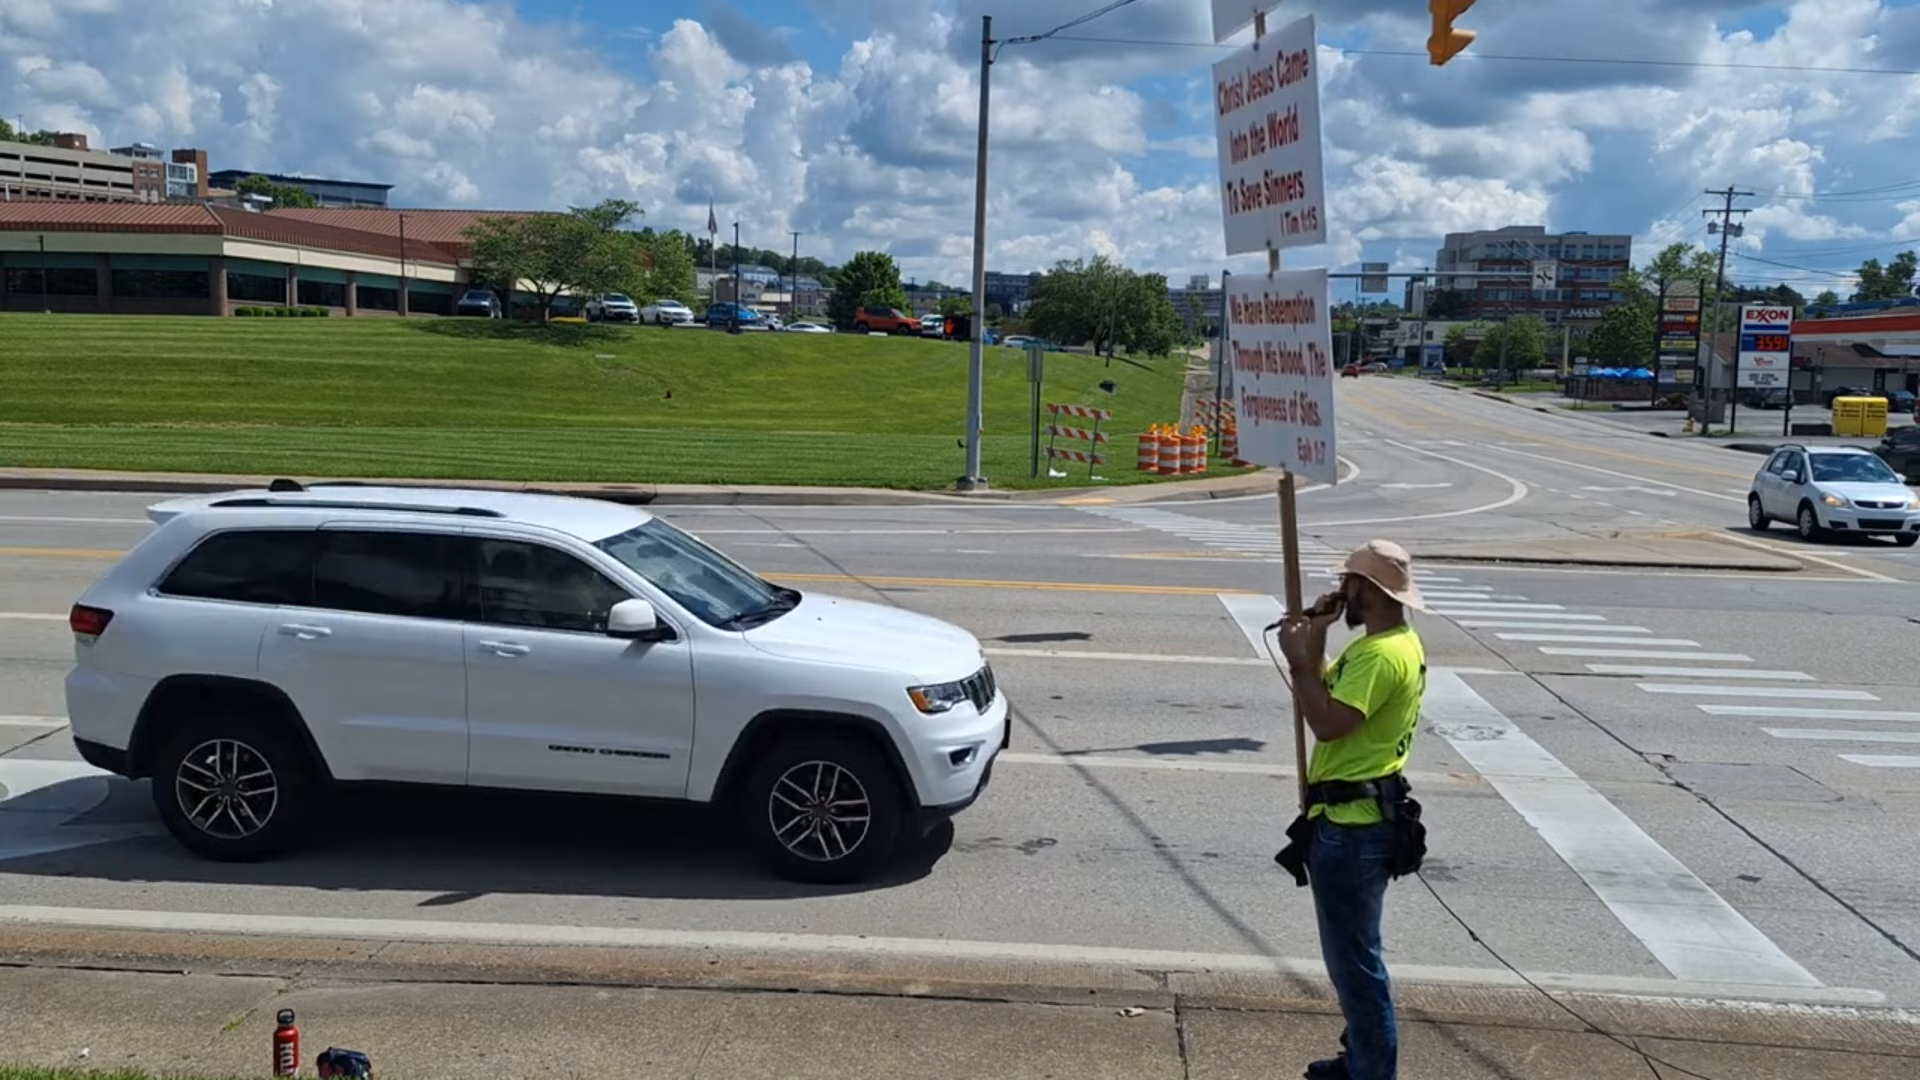 Christ Jesus Came
Into the World
To Save Sinners
1 Tim 1:15
We Have Redemption
Through His blood, The
Forgiveness of Sins.
Eph 1:7
EXXON
3.59
GRAND CHEROKEE